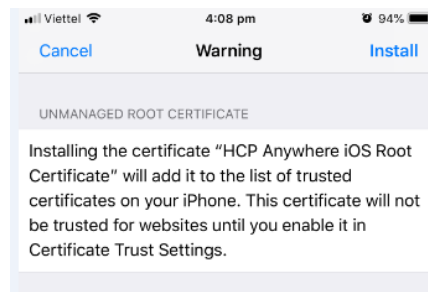 Viettel 4:08 pm 94%
Cancel Warning Install
UNMANAGED ROOT CERTIFICATE
Installing the certificate “HCP Anywhere iOS Root
Certificate” will add it to the list of trusted
certificates on your iPhone. This certificate will not
be trusted for websites until you enable it in
Certificate Trust Settings.